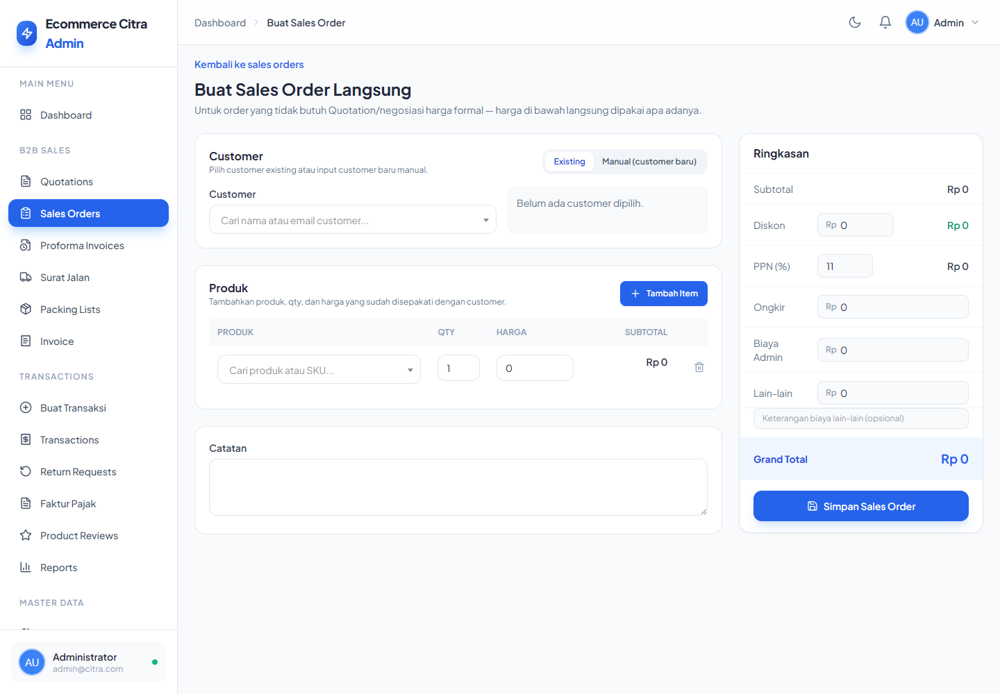 Ecommerce Citra
Admin
MAIN MENU
Dashboard
B2B SALES
Quotations
Sales Orders
Proforma Invoices
Surat Jalan
Packing Lists
Invoice
TRANSACTIONS
Buat Transaksi
Transactions
Return Requests
Faktur Pajak
Product Reviews
Reports
MASTER DATA
AU
Administrator
admin@citra.com
Dashboard
Buat Sales Order
AU
Admin
Kembali ke sales orders
Buat Sales Order Langsung
Untuk order yang tidak butuh Quotation/negosiasi harga formal — harga di bawah langsung dipakai apa adanya.
Customer
Pilih customer existing atau input customer baru manual.
Existing
Manual (customer baru)
Customer
Cari nama atau email customer...
Belum ada customer dipilih.
Produk
Tambahkan produk, qty, dan harga yang sudah disepakati dengan customer.
Tambah Item
PRODUK QTY HARGA SUBTOTAL
Cari produk atau SKU... 1 0 Rp 0
Catatan
Ringkasan
Subtotal Rp 0
Diskon Rp 0 Rp 0
PPN (%) 11 Rp 0
Ongkir Rp 0
Biaya
Admin
Rp 0
Lain-lain Rp 0
Keterangan biaya lain-lain (opsional)
Grand Total Rp 0
Simpan Sales Order